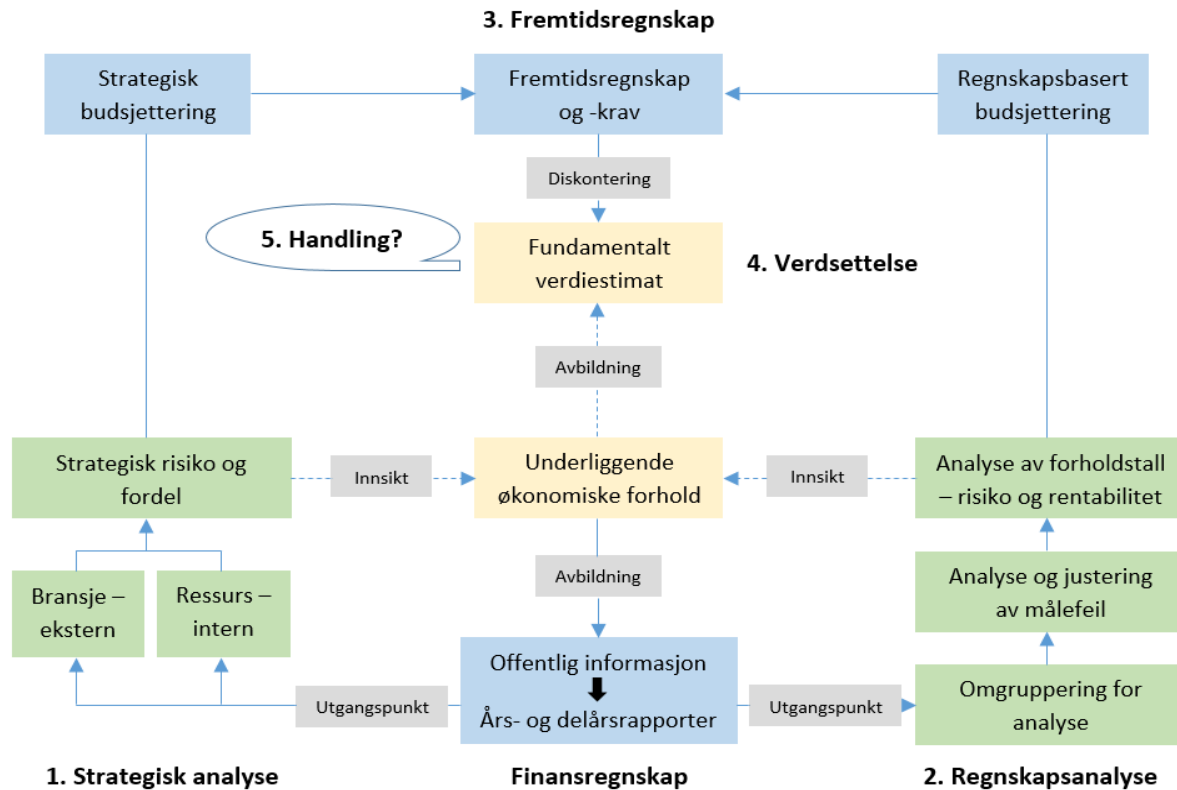 3. Fremtidsregnskap
Strategisk
budsjettering
Fremtidsregnskap
og -krav
Regnskapsbasert
budsjettering
Diskontering
5. Handling?
Fundamentalt
verdiestimat
4. Verdsettelse
Avbildning
Strategisk risiko og
fordel
Innsikt
Underliggende
økonomiske forhold
Innsikt
Analyse av forholdstall
– risiko og rentabilitet
Avbildning
Bransje –
ekstern
Ressurs –
intern
Analyse og justering
av målefeil
Utgangspunkt
Offentlig informasjon
Års- og delårsrapporter
Utgangspunkt
Omgruppering for
analyse
1. Strategisk analyse
Finansregnskap
2. Regnskapsanalyse